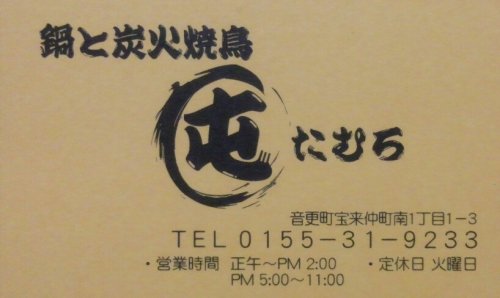 鍋と炭火焼鳥
屯 たむろ
音更町宝来仲町南1丁目1-3
TEL 0155-31-9233
・営業時間 正午〜PM 2:00 ・定休日 火曜日
PM 5:00〜11:00